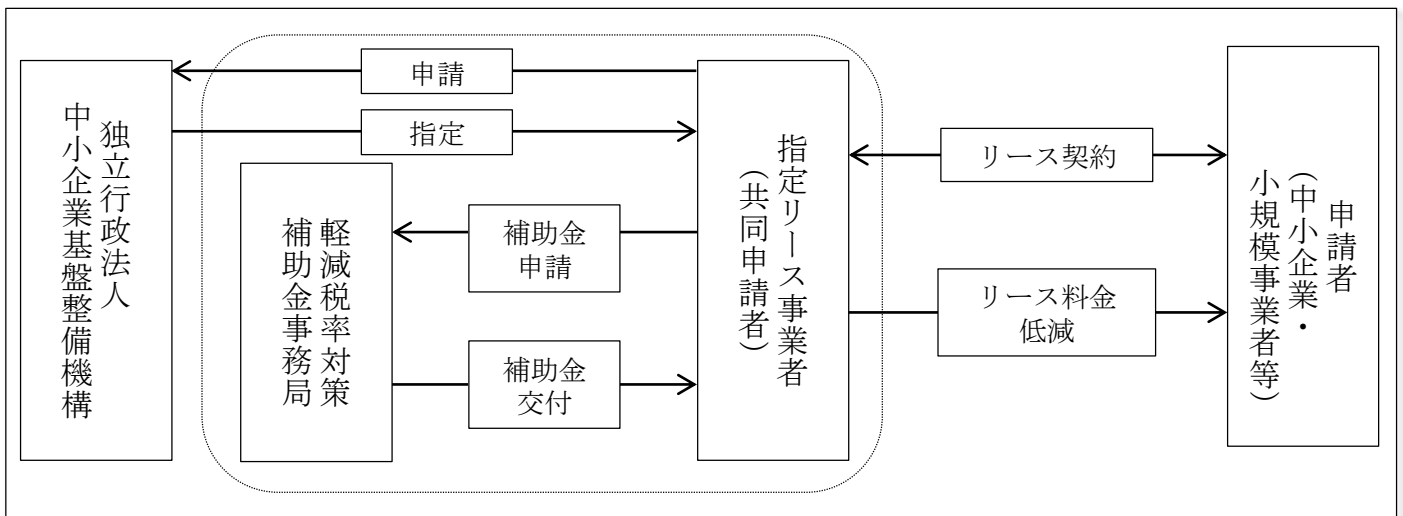 独立行政法人
中小企業基盤整備機構
申請
指定
軽減税率対策
補助金事務局
補助金
申請
補助金
交付
指定リース事業者
（共同申請者）
リース契約
リース料金
低減
申請者
（中小企業・
小規模事業者等）